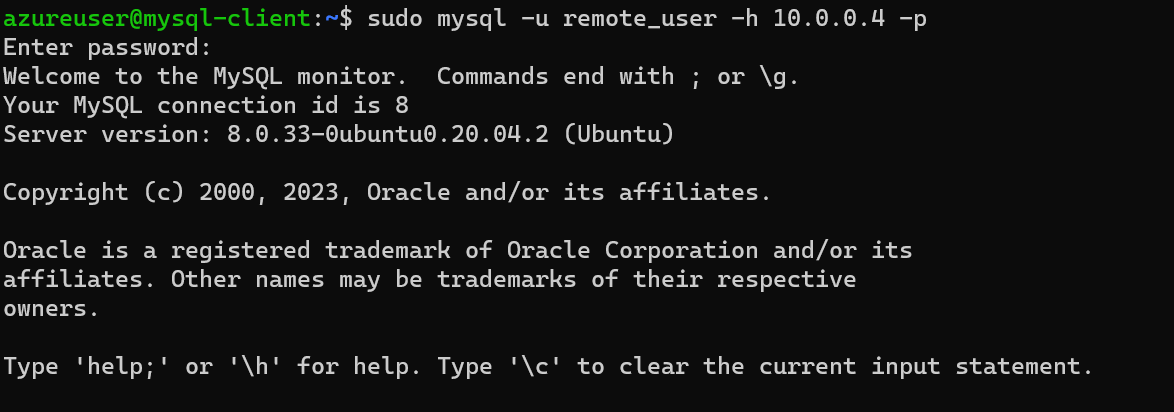 azureuser@mysql-client:~$ sudo mysql -u remote_user -h 10.0.0.4 -p
Enter password:
Welcome to the MySQL monitor.  Commands end with ; or \g.
Your MySQL connection id is 8
Server version: 8.0.33-0ubuntu0.20.04.2 (Ubuntu)

Copyright (c) 2000, 2023, Oracle and/or its affiliates.

Oracle is a registered trademark of Oracle Corporation and/or its
affiliates. Other names may be trademarks of their respective
owners.

Type 'help;' or '\h' for help. Type '\c' to clear the current input statement.